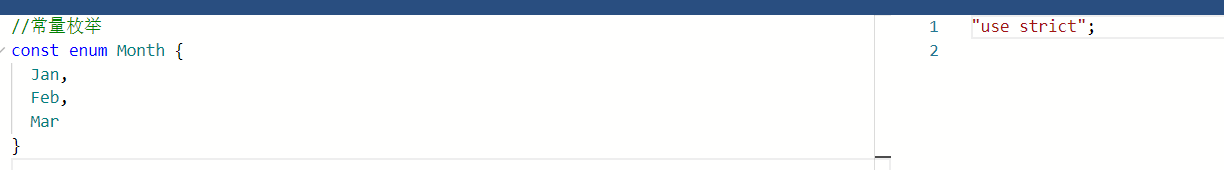 //常量枚举
const enum Month {
  Jan,
  Feb,
  Mar
}
1 "use strict";
2